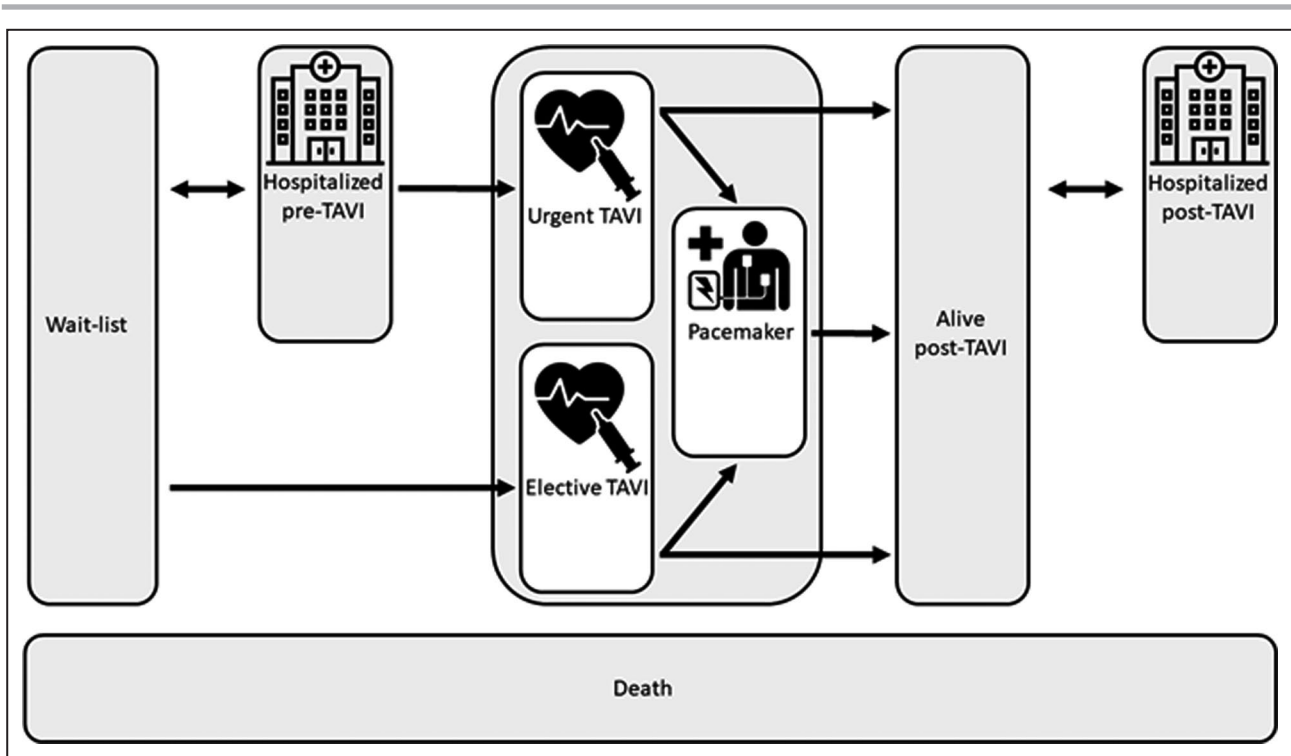 Wait-list
Hospitalized
pre-TAVI
Urgent TAVI
Elective TAVI
Pacemaker
Alive
post-TAVI
Hospitalized
post-TAVI
Death